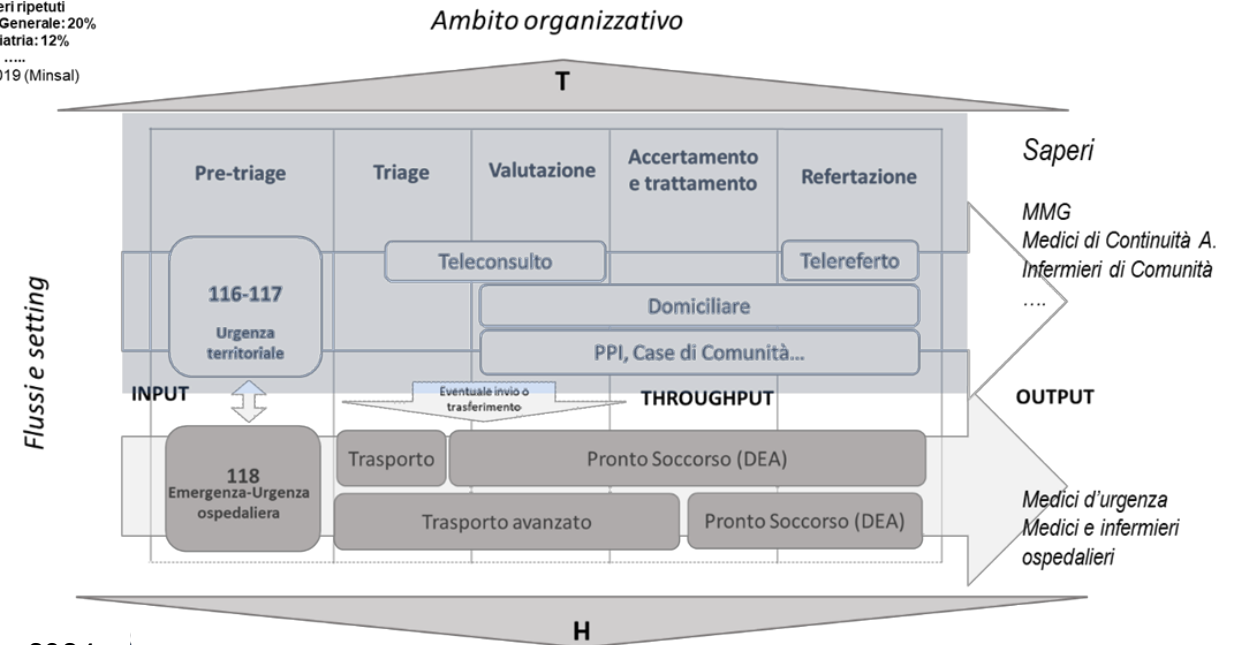 eri ripetuti
Generale: 20%
iatria: 12%
.....
019 (Minsal)
Ambito organizzativo
T
Pre-triage
Triage
Valutazione
Accertamento
e trattamento
Refertazione
Saperi
MMG
Medici di Continuità A.
Infermieri di Comunità
....
Flussi e setting
116-117
Urgenza
territoriale
Teleconsulto
Telereferto
Domiciliare
PPI, Case di Comunità...
INPUT
Eventuale invio o
trasferimento
THROUGHPUT
OUTPUT
118
Emergenza-Urgenza
ospedaliera
Trasporto
Pronto Soccorso (DEA)
Trasporto avanzato
Pronto Soccorso (DEA)
Medici d'urgenza
Medici e infermieri
ospedalieri
H